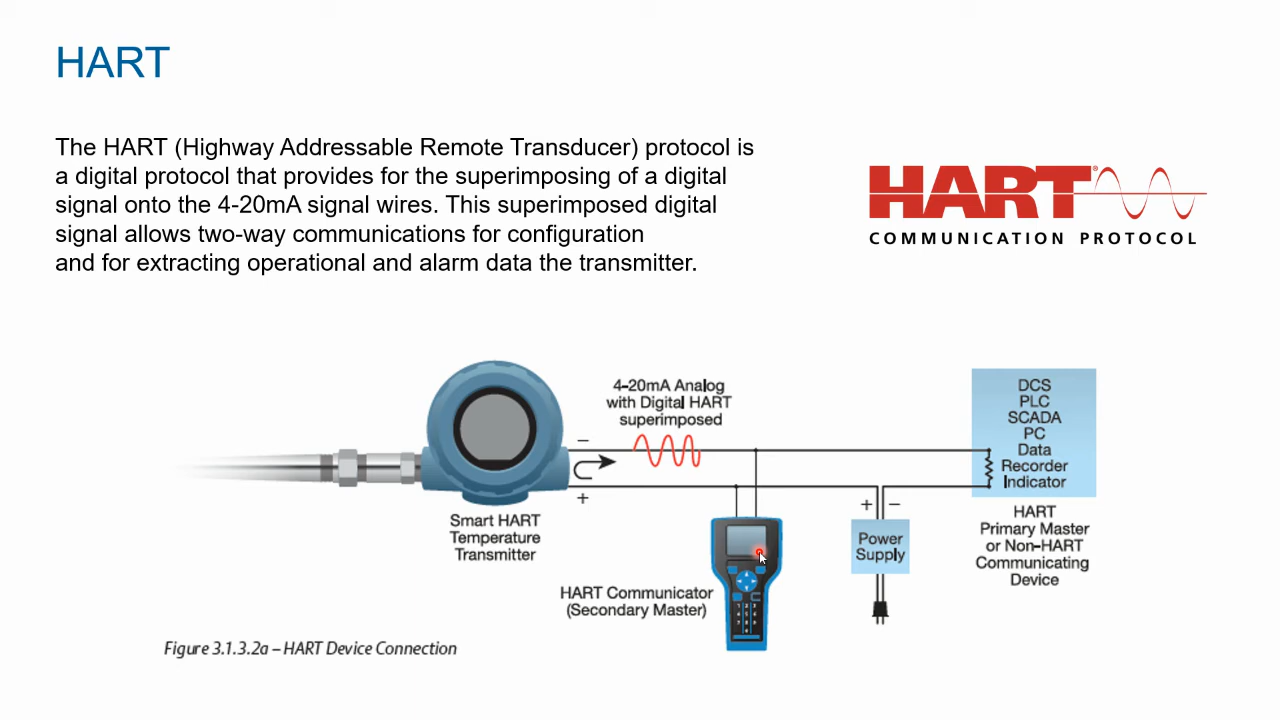 HART
The HART (Highway Addressable Remote Transducer) protocol is
a digital protocol that provides for the superimposing of a digital
signal onto the 4-20mA signal wires. This superimposed digital
signal allows two-way communications for configuration
and for extracting operational and alarm data the transmitter.
HART®
COMMUNICATION PROTOCOL
4-20mA Analog
with Digital HART
superimposed
−
+
Smart HART
Temperature
Transmitter
HART Communicator
(Secondary Master)
+ −
Power
Supply
DCS
PLC
SCADA
PC
Data
Recorder
Indicator
HART
Primary Master
or Non-HART
Communicating
Device
Figure 3.1.3.2a – HART Device Connection